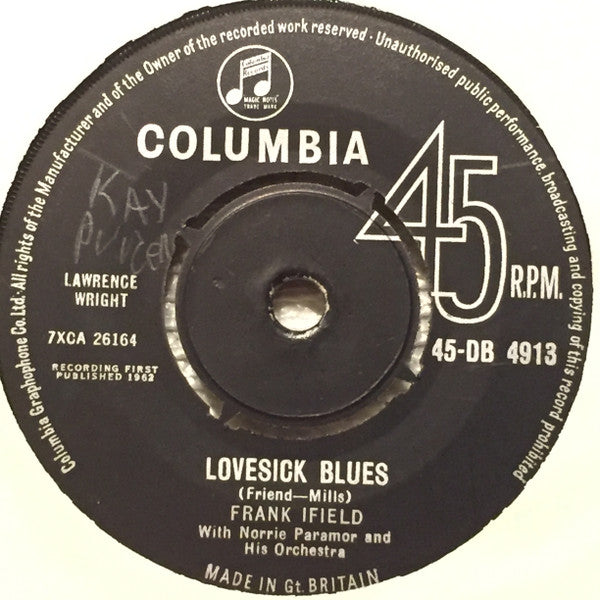 Columbia Graphophone Co.Ltd·All rights of the Manufacturer and of the Owner of the recorded work reserved·Unauthorised public performance, broadcasting and copying of this record prohibited
Columbia
Records
MAGIC NOTES
TRADE MARK
COLUMBIA
45
R.P.M.
KAY
LAWRENCE
WRIGHT
7XCA 26164
45-DB 4913
RECORDING FIRST
PUBLISHED 1962
LOVESICK BLUES
(Friend—Mills)
FRANK IFIELD
With Norrie Paramor and
His Orchestra
MADE IN Gt. BRITAIN